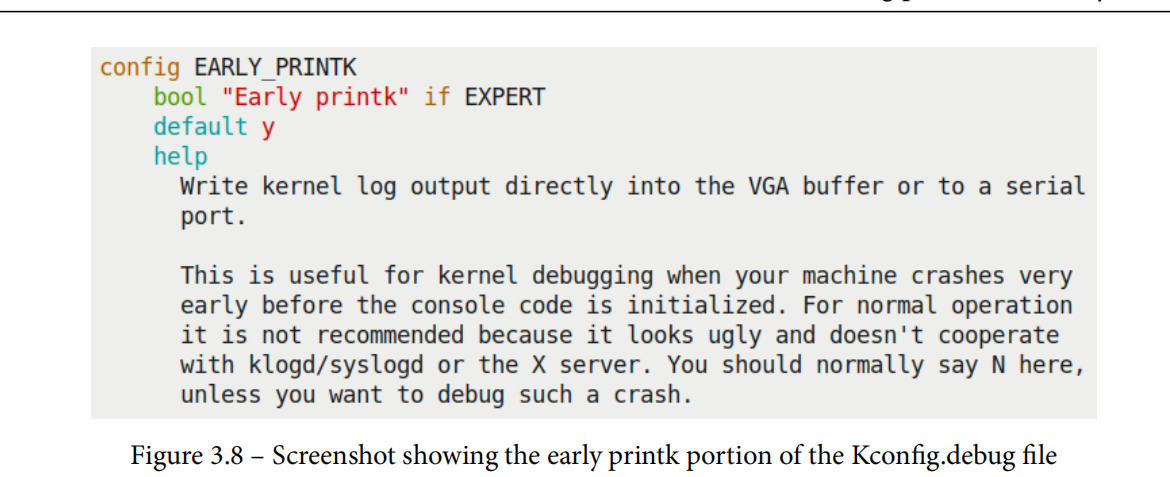 config EARLY_PRINTK
bool "Early printk" if EXPERT
default y
help
Write kernel log output directly into the VGA buffer or to a serial
port.
This is useful for kernel debugging when your machine crashes very
early before the console code is initialized. For normal operation
it is not recommended because it looks ugly and doesn't cooperate
with klogd/syslogd or the X server. You should normally say N here,
unless you want to debug such a crash.
Figure 3.8 – Screenshot showing the early printk portion of the Kconfig.debug file